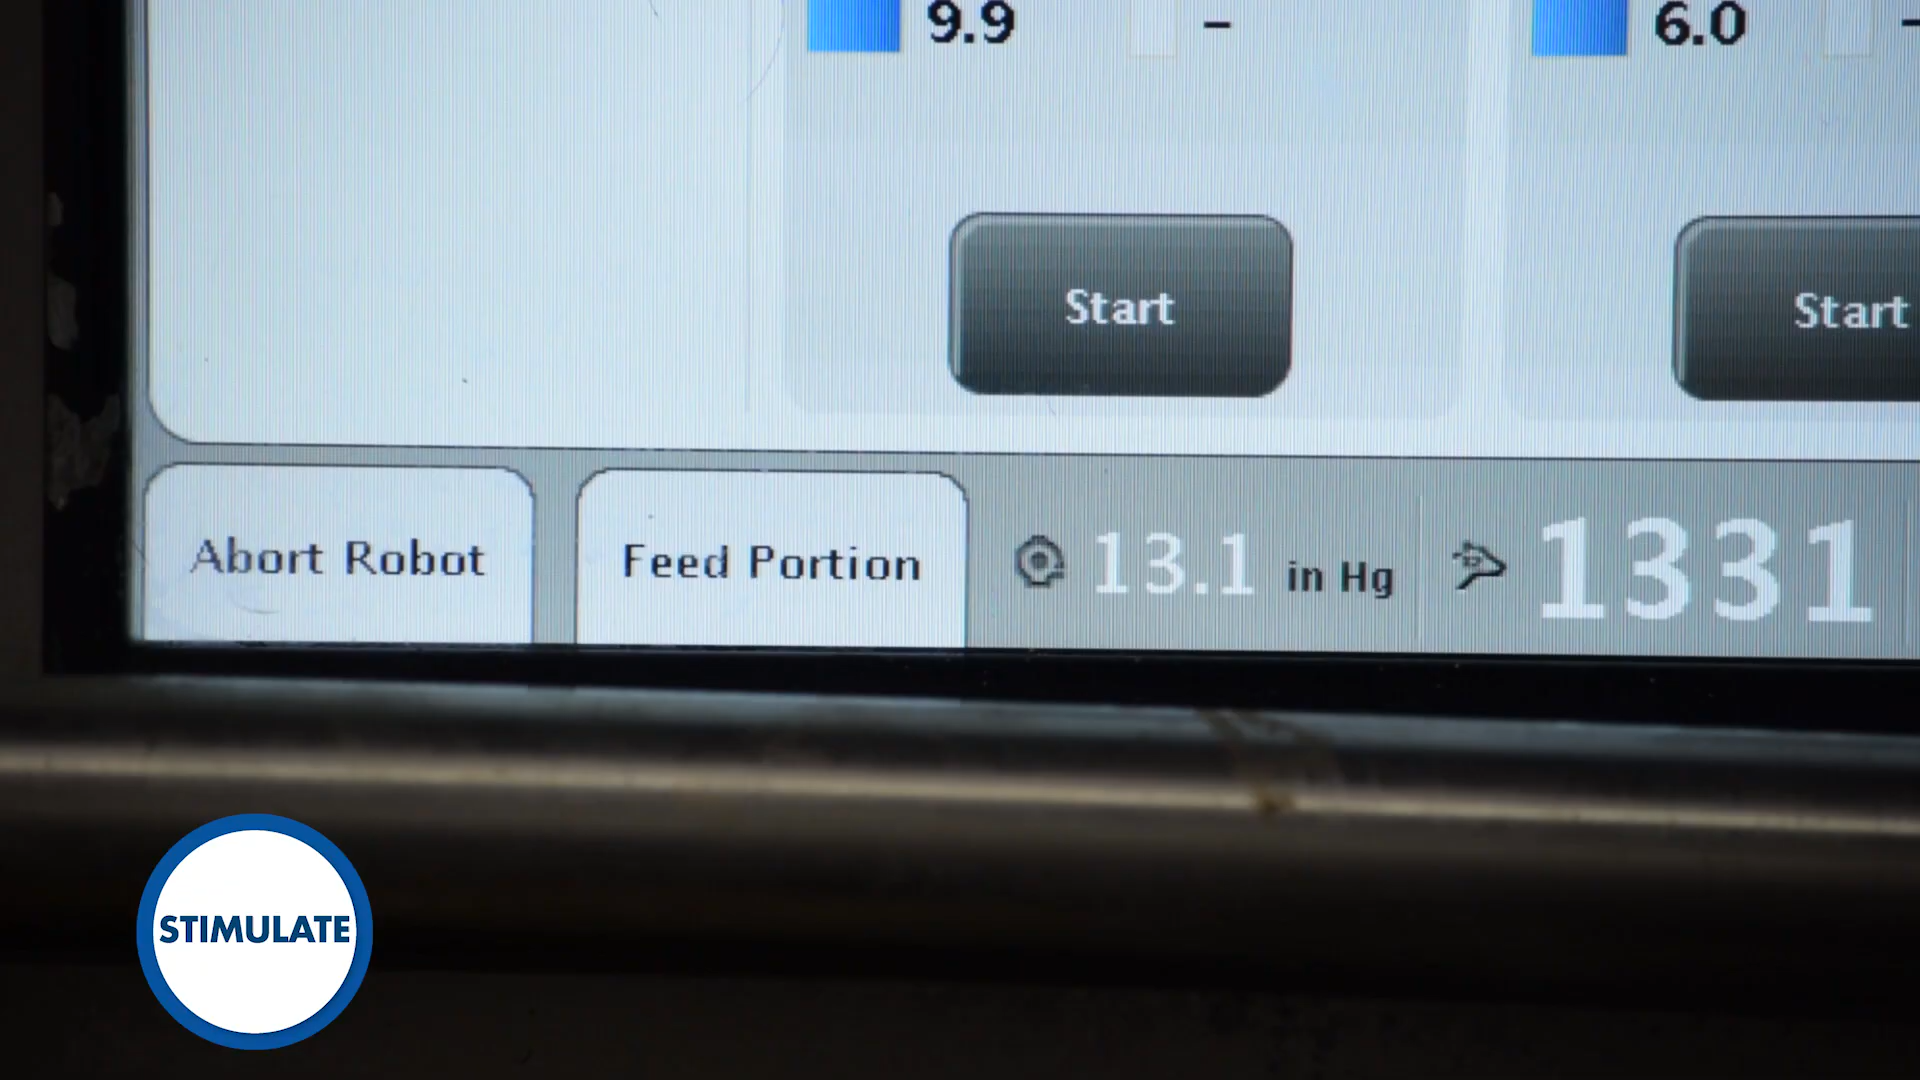 9.9 –
6.0 –
Start
Start
Abort Robot
Feed Portion
13.1 in Hg
1331
STIMULATE